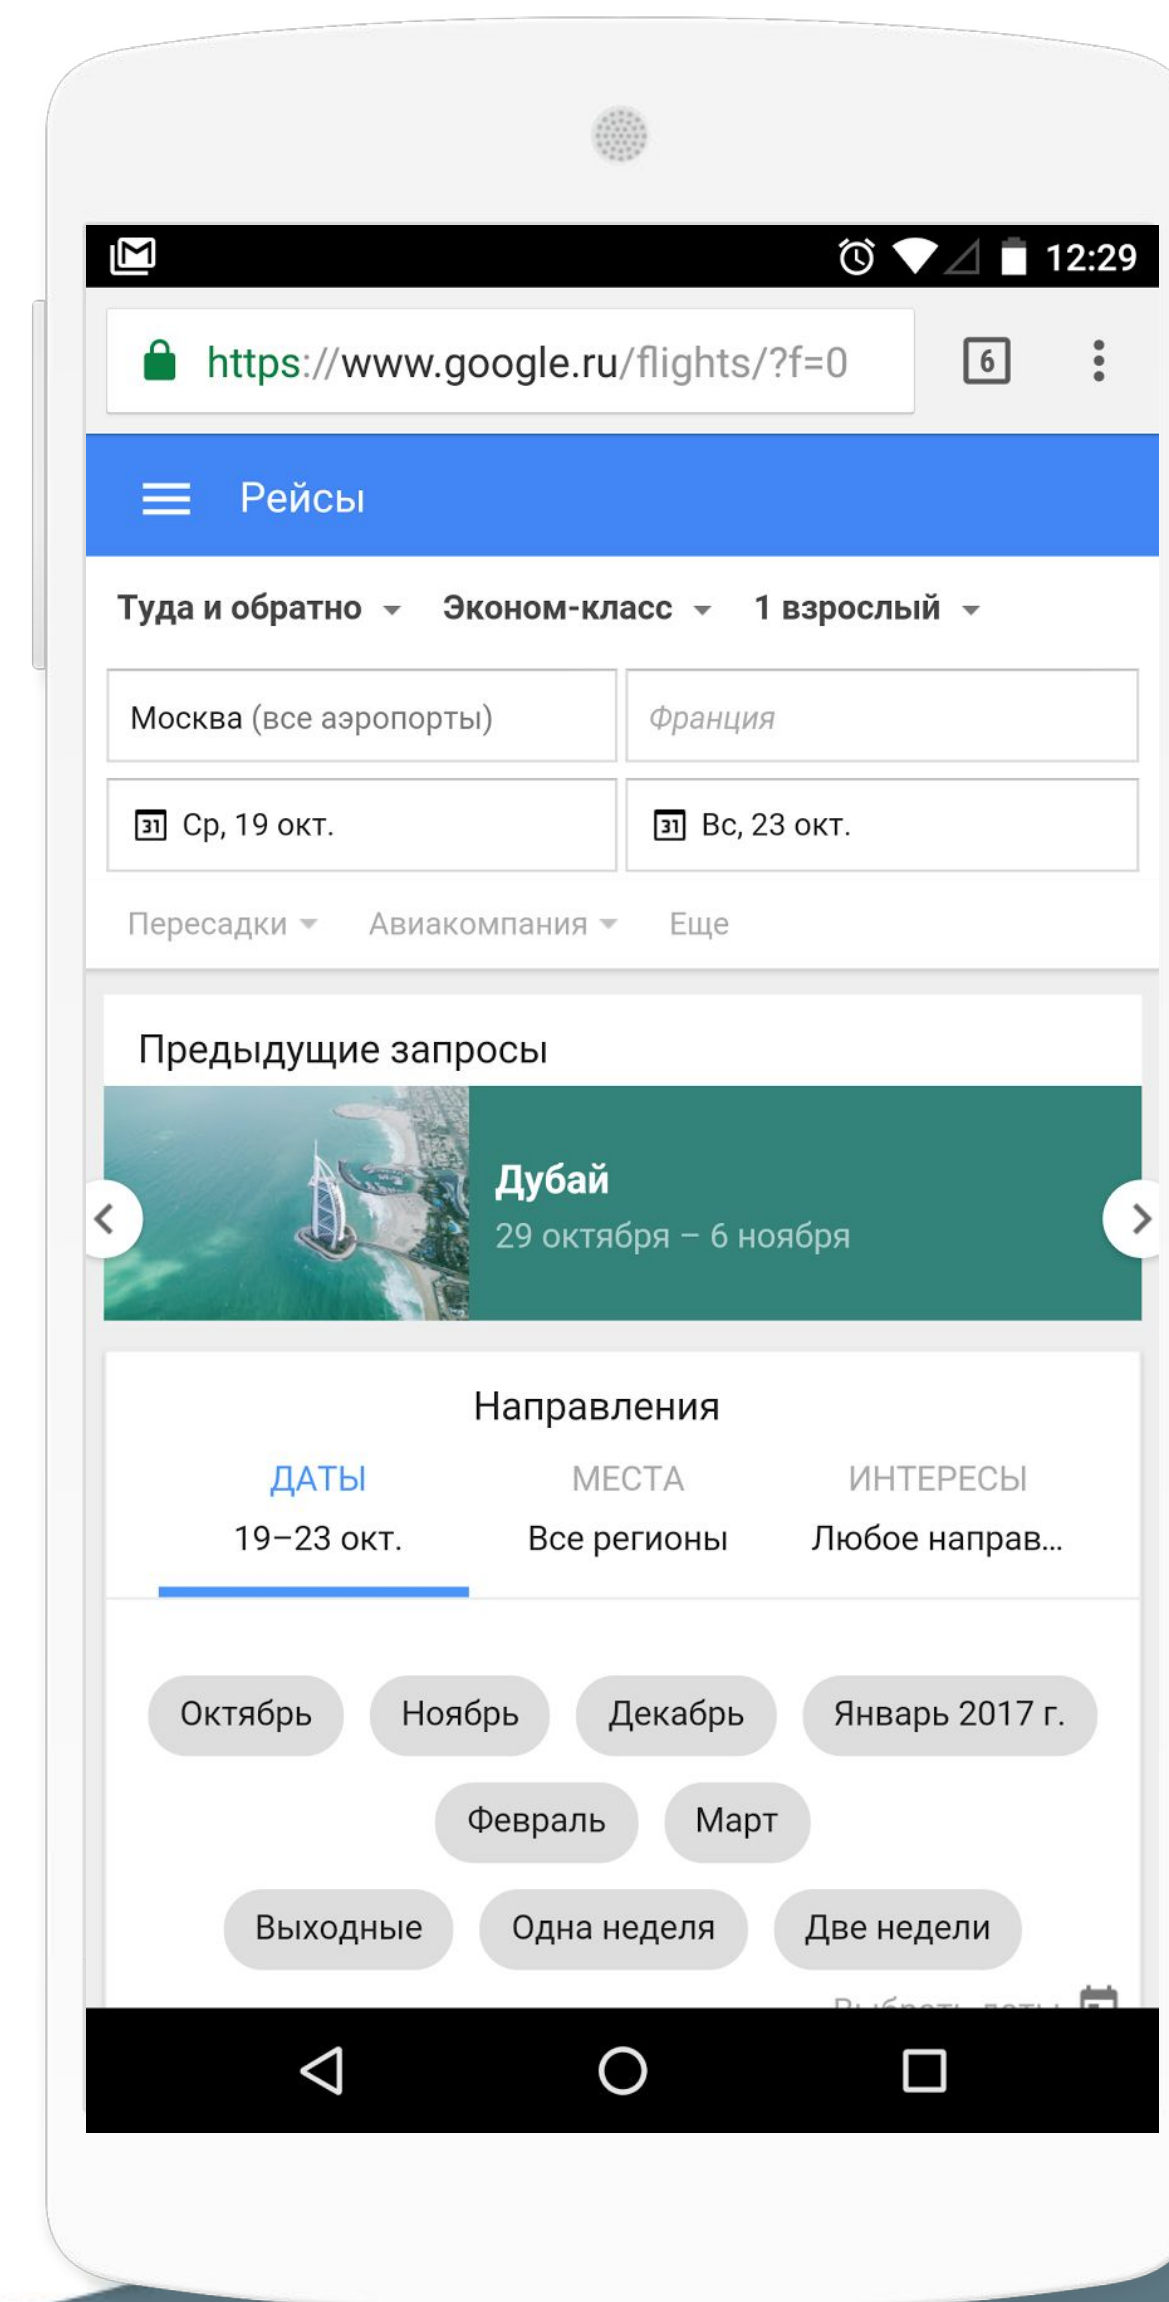 12:29
https://www.google.ru/flights/?f=0
6
Рейсы
Туда и обратно Эконом-класс 1 взрослый
Москва (все аэропорты) Франция
31 Ср, 19 окт. 31 Вс, 23 окт.
Пересадки Авиакомпания Еще
Предыдущие запросы
Дубай
29 октября – 6 ноября
Направления
ДАТЫ МЕСТА ИНТЕРЕСЫ
19–23 окт. Все регионы Любое направ...
Октябрь Ноябрь Декабрь Январь 2017 г.
Февраль Март
Выходные Одна неделя Две недели